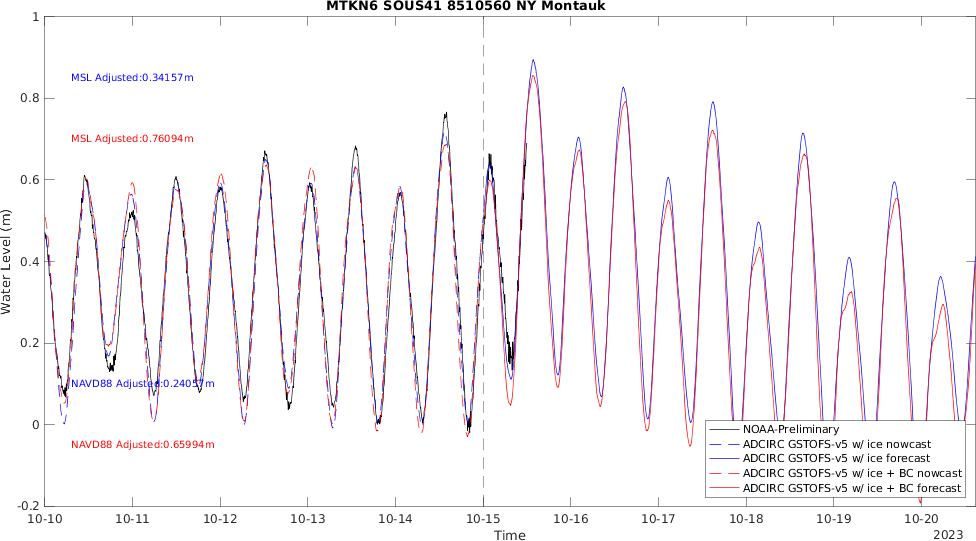 MTKN6 SOUS41 8510560 NY Montauk
1
0.8
0.6
0.4
0.2
0
-0.2
Water Level (m)
MSL Adjusted:0.34157m
MSL Adjusted:0.76094m
NAVD88 Adjusted:0.24057m
NAVD88 Adjusted:0.65994m
NOAA-Preliminary
ADCIRC GSTOFS-v5 w/ ice nowcast
ADCIRC GSTOFS-v5 w/ ice forecast
ADCIRC GSTOFS-v5 w/ ice + BC nowcast
ADCIRC GSTOFS-v5 w/ ice + BC forecast
10-10 10-11 10-12 10-13 10-14 10-15 10-16 10-17 10-18 10-19 10-20
Time
2023